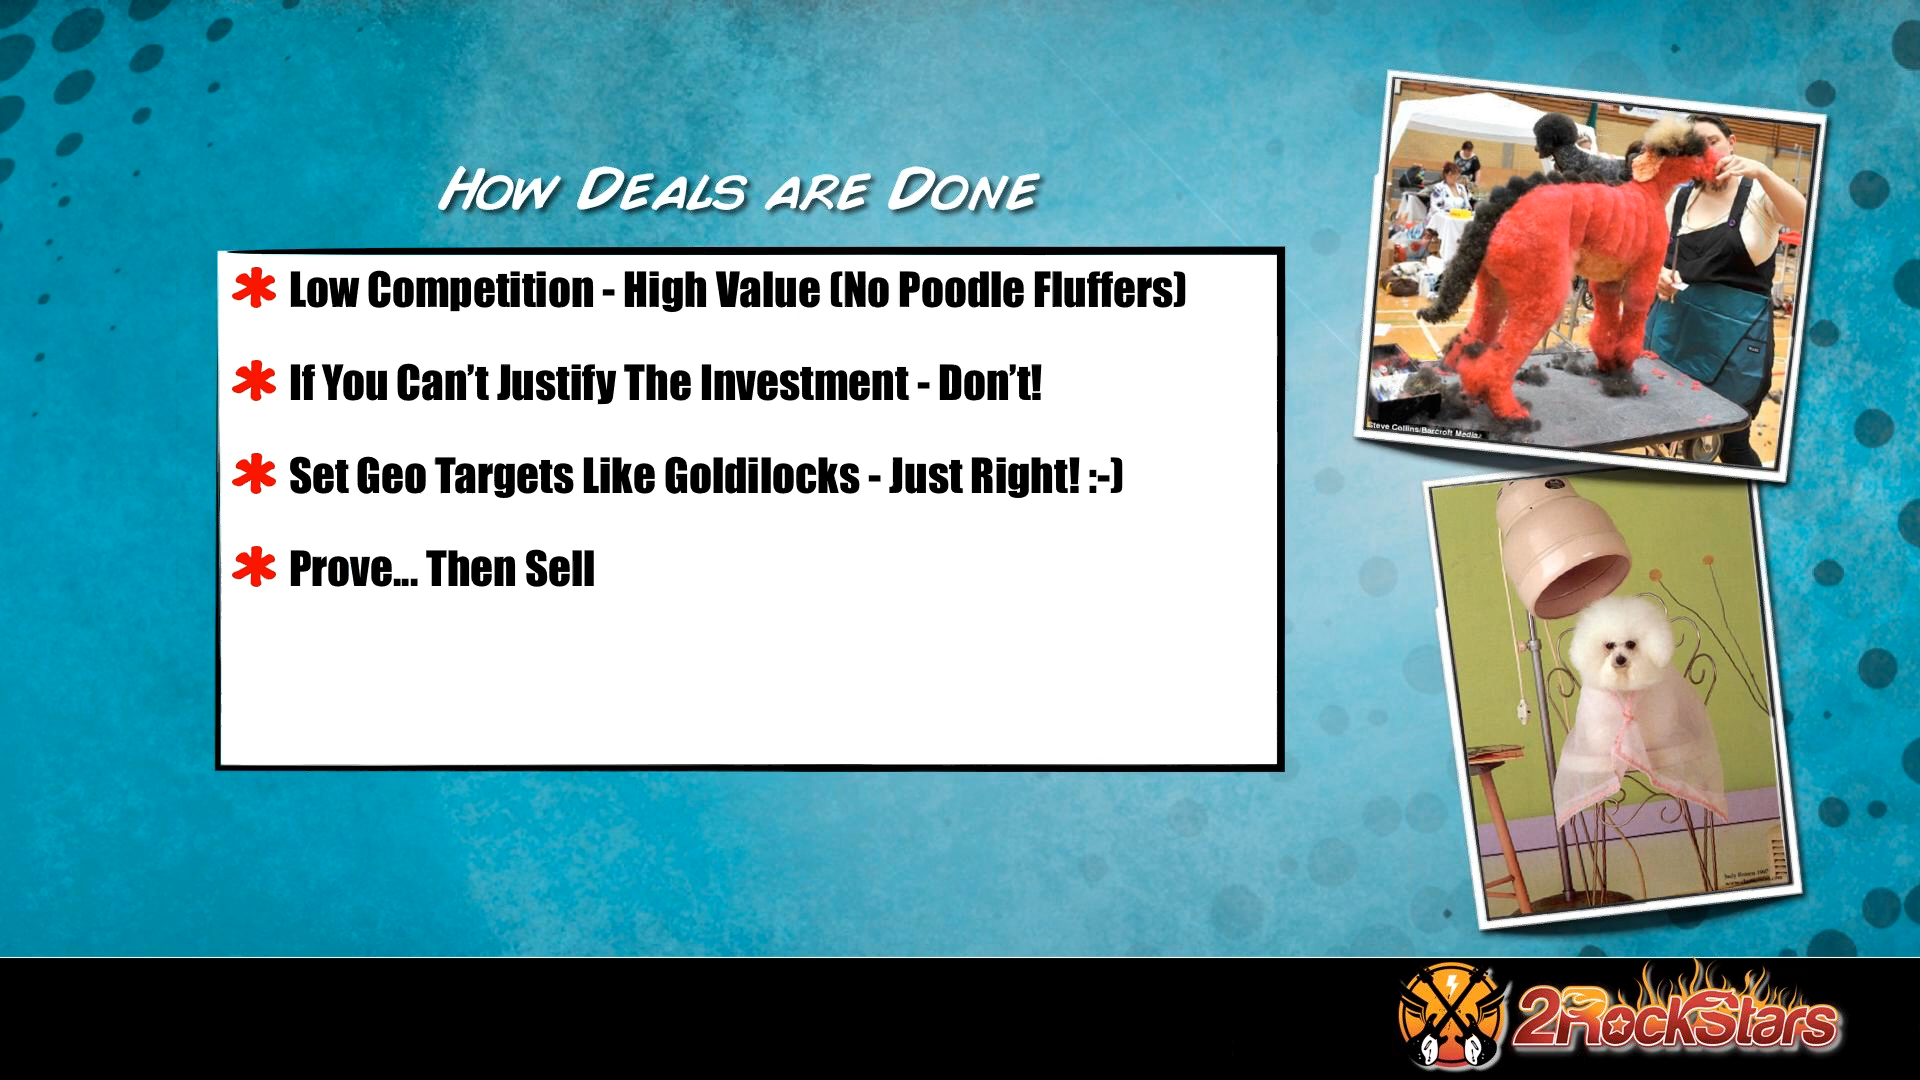 How Deals are Done
* Low Competition - High Value (No Poodle Fluffers)
* If You Can't Justify The Investment - Don't!
* Set Geo Targets Like Goldilocks - Just Right! :-)
* Prove... Then Sell
Steve Collins/Barcroft Media
2RockStars